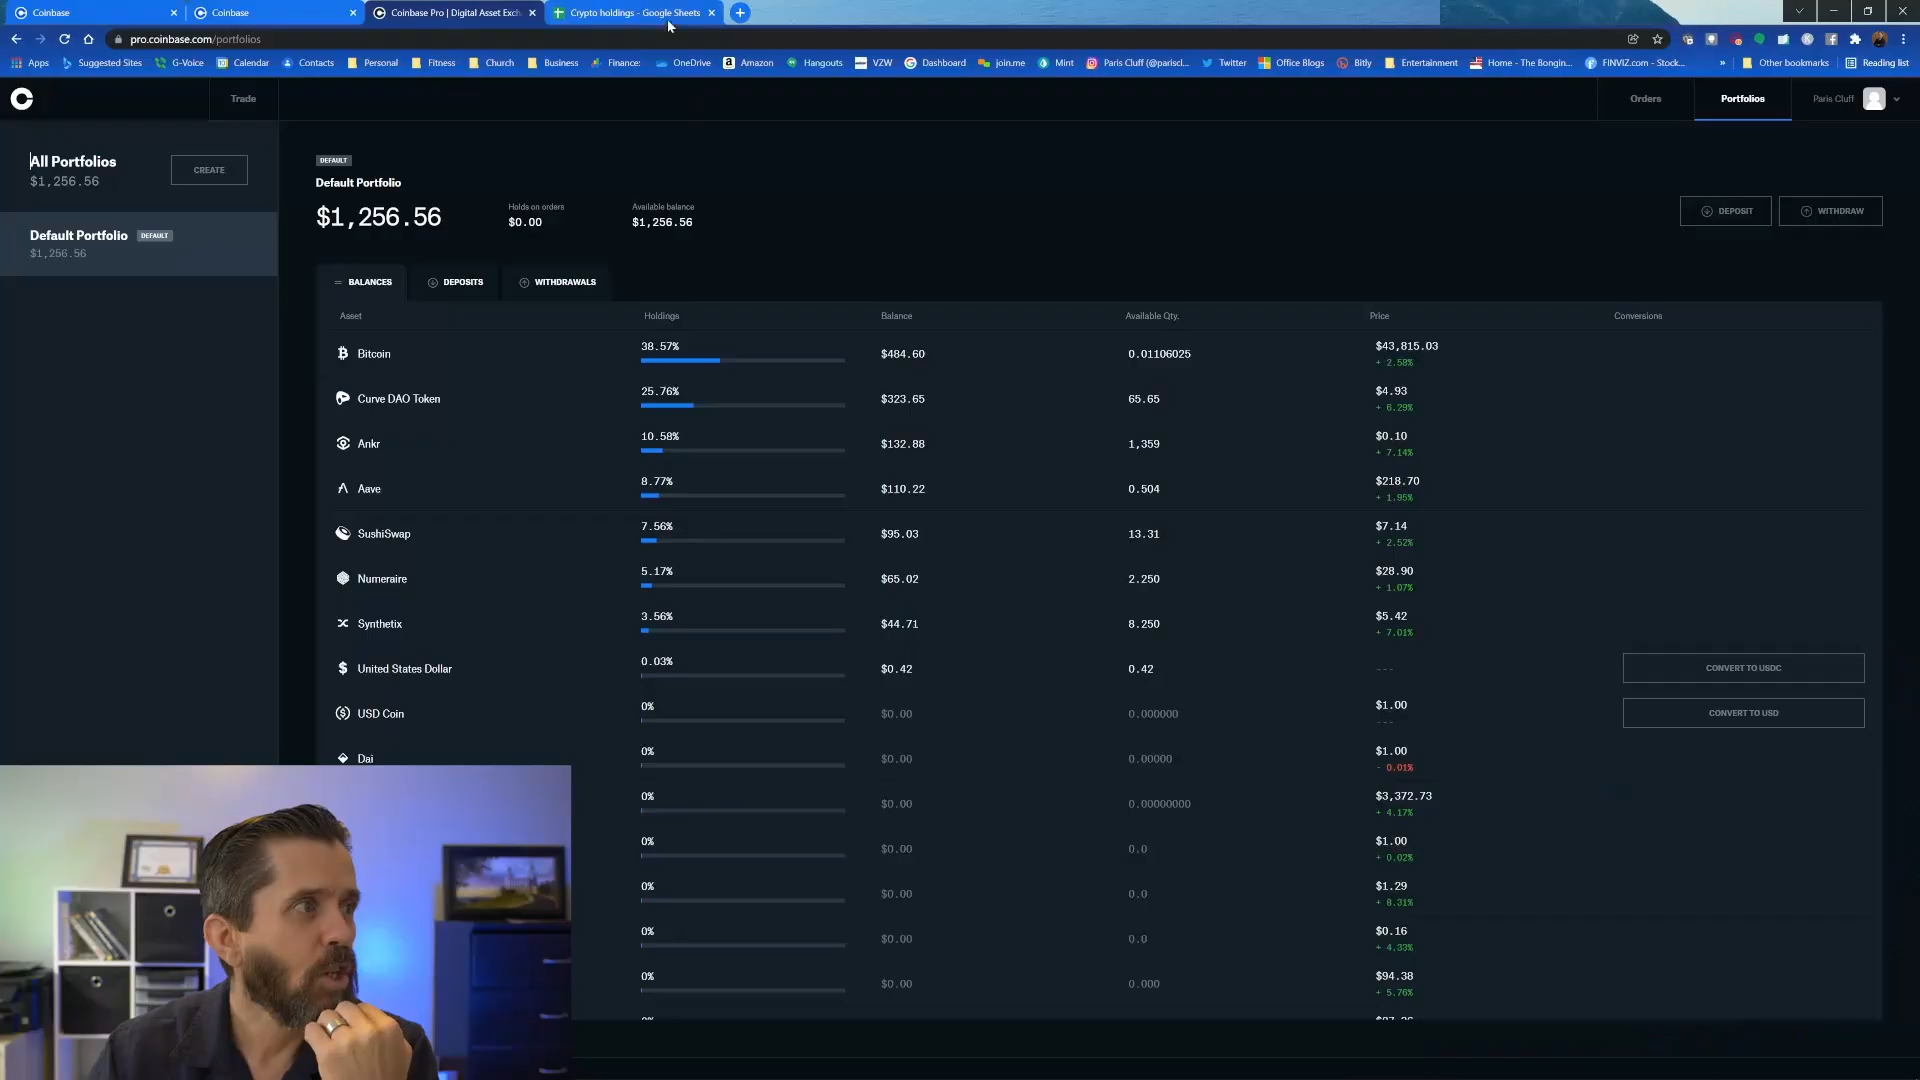 Coinbase
Coinbase
Coinbase Pro | Digital Asset Exch
Crypto holdings - Google Sheets
pro.coinbase.com/portfolios
Apps
Suggested Sites
G-Voice
Calendar
Contacts
Personal
Fitness
Church
Business
Finance:
OneDrive
Amazon
Hangouts
VZW
Dashboard
join.me
Mint
Paris Cluff (@pariscl...
Twitter
Office Blogs
Bitly
Entertainment
Home - The Bongin...
FINVIZ.com - Stock...
»
Other bookmarks
Reading list
Trade
Orders
Portfolios
Paris Cluff
All Portfolios
$1,256.56
CREATE
Default Portfolio DEFAULT
$1,256.56
DEFAULT
Default Portfolio
$1,256.56
Holds on orders
$0.00
Available balance
$1,256.56
DEPOSIT
WITHDRAW
BALANCES
DEPOSITS
WITHDRAWALS
Asset Holdings Balance Available Qty. Price Conversions
Bitcoin 38.57% $484.60 0.01106025 $43,815.03
+ 2.58%
Curve DAO Token 25.76% $323.65 65.65 $4.93
+ 6.29%
Ankr 10.58% $132.88 1,359 $0.10
+ 7.14%
Aave 8.77% $110.22 0.504 $218.70
+ 1.95%
SushiSwap 7.56% $95.03 13.31 $7.14
+ 2.52%
Numeraire 5.17% $65.02 2.250 $28.90
+ 1.07%
Synthetix 3.56% $44.71 8.250 $5.42
+ 7.01%
United States Dollar 0.03% $0.42 0.42 --- CONVERT TO USDC
USD Coin 0% $0.00 0.000000 $1.00 CONVERT TO USD
---
Dai 0% $0.00 0.00000 $1.00
- 0.01%
0% $0.00 0.00000000 $3,372.73
+ 4.17%
0% $0.00 0.0 $1.00
+ 0.02%
0% $0.00 0.0 $1.29
+ 8.31%
0% $0.00 0.0 $0.16
+ 4.33%
0% $0.00 0.000 $94.38
+ 5.76%